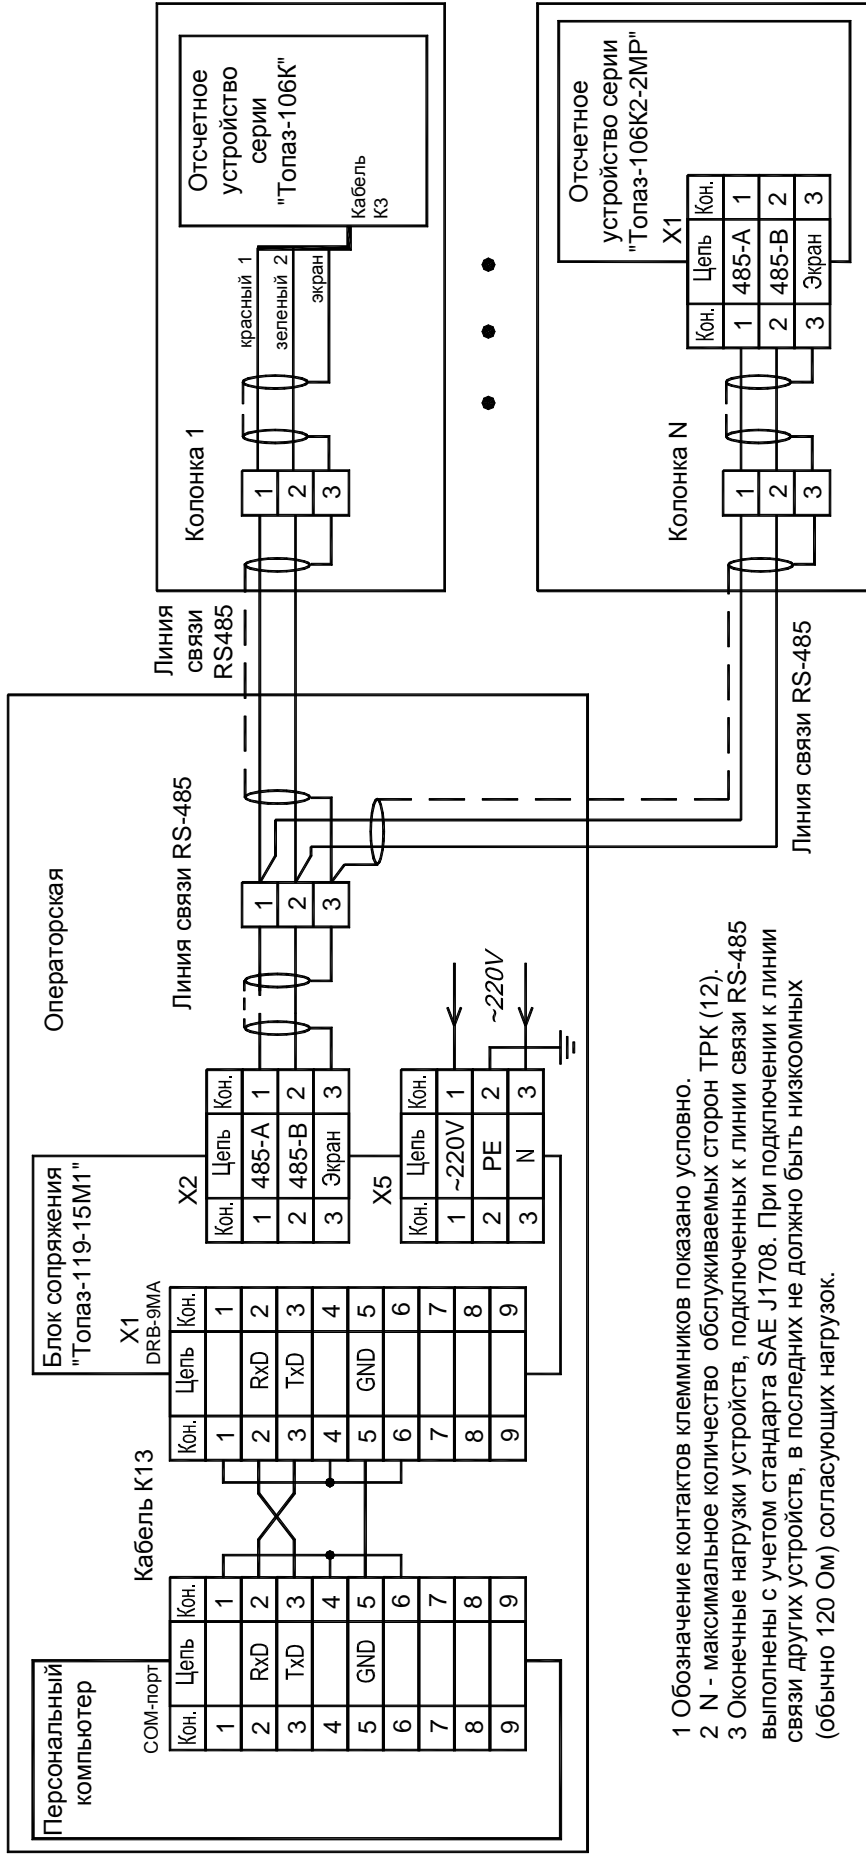 Операторская
Персональный
компьютер
COM-порт
Кон. Цепь Кон.
1 1
2 RxD 2
3 TxD 3
4 4
5 GND 5
6 6
7 7
8 8
9 9
Кабель К13
Блок сопряжения
"Топаз-119-15М1"
X1
DRB-9MA
Кон. Цепь Кон.
1 1
2 RxD 2
3 TxD 3
4 4
5 GND 5
6 6
7 7
8 8
9 9
X2
Кон. Цепь Кон.
1 485-A 1
2 485-B 2
3 Экран 3
X5
Кон. Цепь Кон.
1 ~220V 1
2 PE 2
3 N 3
~220V
Линия связи RS-485
1
2
3
Линия
связи
RS485
Колонка 1
1
2
3
красный 1
зеленый 2
экран
Отсчетное
устройство
серии
"Топаз-106К"
Кабель
К3
Линия связи RS-485
Колонка N
1
2
3
Отсчетное
устройство серии
"Топаз-106К2-2МР"
X1
Кон. Цепь Кон.
1 485-A 1
2 485-B 2
3 Экран 3
1 Обозначение контактов клеммников показано условно.
2 N - максимальное количество обслуживаемых сторон ТРК (12).
3 Оконечные нагрузки устройств, подключенных к линии связи RS-485
выполнены с учетом стандарта SAE J1708. При подключении к линии
связи других устройств, в последних не должно быть низкоомных
(обычно 120 Ом) согласующих нагрузок.